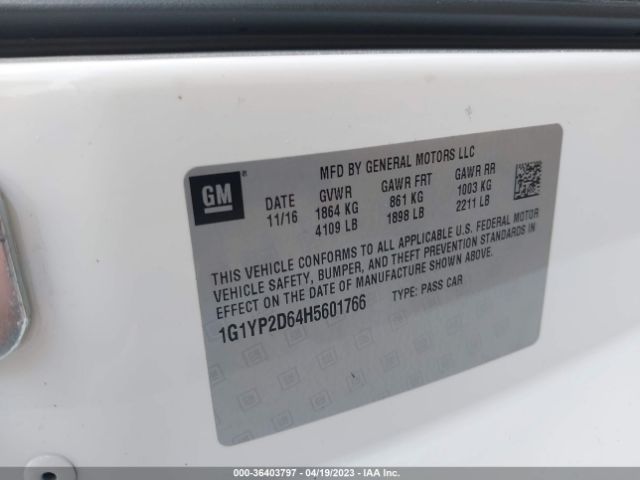 GM
MFD BY GENERAL MOTORS LLC
DATE GVWR GAWR FRT GAWR RR
11/16 1864 KG 861 KG 1003 KG
4109 LB 1898 LB 2211 LB
THIS VEHICLE CONFORMS TO ALL APPLICABLE U.S. FEDERAL MOTOR
VEHICLE SAFETY, BUMPER, AND THEFT PREVENTION STANDARDS IN
EFFECT ON THE DATE OF MANUFACTURE SHOWN ABOVE.
1G1YP2D64H5601766 TYPE: PASS CAR
000-36403797 - 04/19/2023 - IAA Inc.